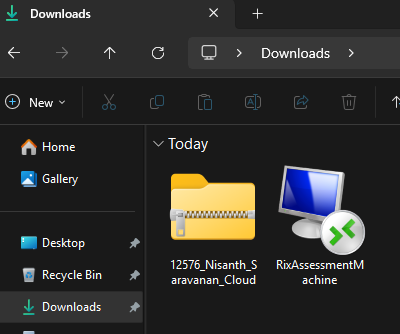 Downloads
Downloads
New
Today
Home
Gallery
12576_Nisanth_S
aravanan_Cloud
RixAssessmentM
achine
Desktop
Recycle Bin
Downloads